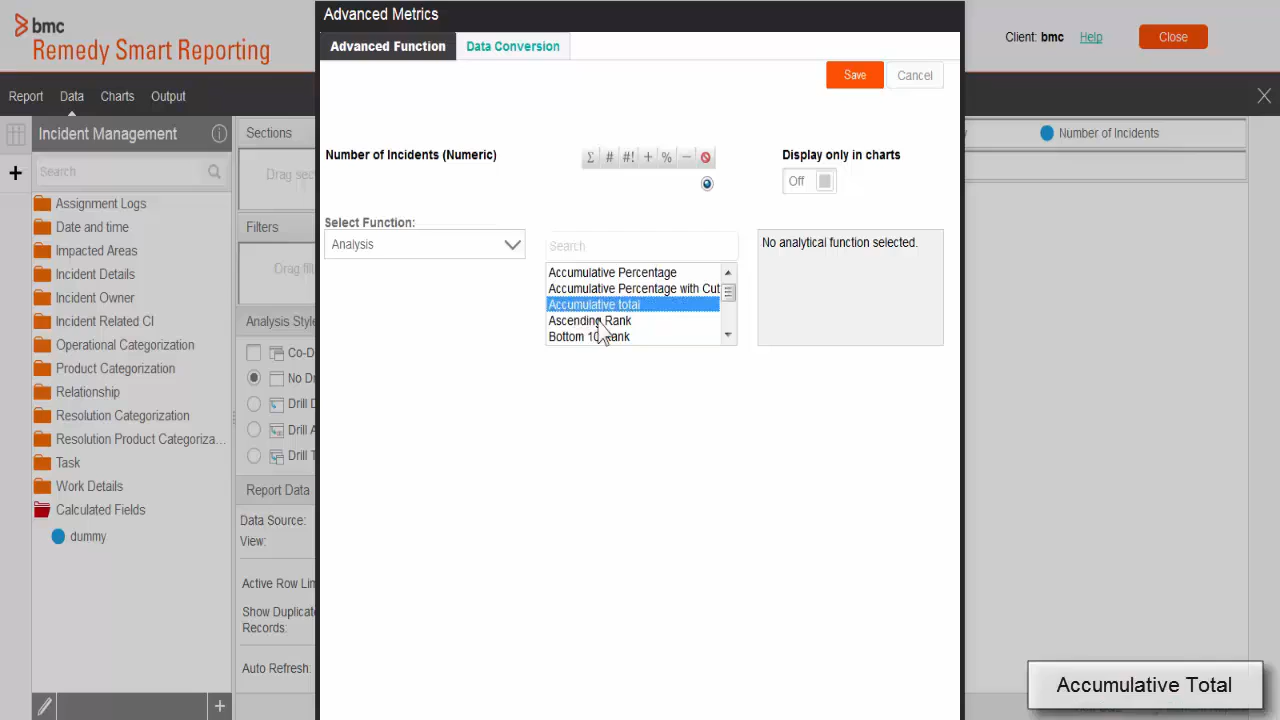 bmc
Remedy Smart Reporting
Advanced Metrics
Client: bmc
Help
Close
Advanced Function
Data Conversion
Save
Cancel
Report
Data
Charts
Output
Incident Management
Sections
Number of Incidents
Number of Incidents (Numeric)
Σ # #! + % −
Display only in charts
Off
Search
Drag sec
Assignment Logs
Date and time
Impacted Areas
Incident Details
Incident Owner
Incident Related CI
Operational Categorization
Product Categorization
Relationship
Resolution Categorization
Resolution Product Categoriza...
Task
Work Details
Calculated Fields
dummy
Filters
Drag filt
Analysis Style
Co-D
No Dr
Drill D
Drill A
Drill T
Report Data
Data Source:
View:
Active Row Lim
Show Duplicate
Records:
Auto Refresh:
Select Function:
Analysis
Search
Accumulative Percentage
Accumulative Percentage with Cut
Accumulative total
Ascending Rank
Bottom 10 Rank
No analytical function selected.
Accumulative Total